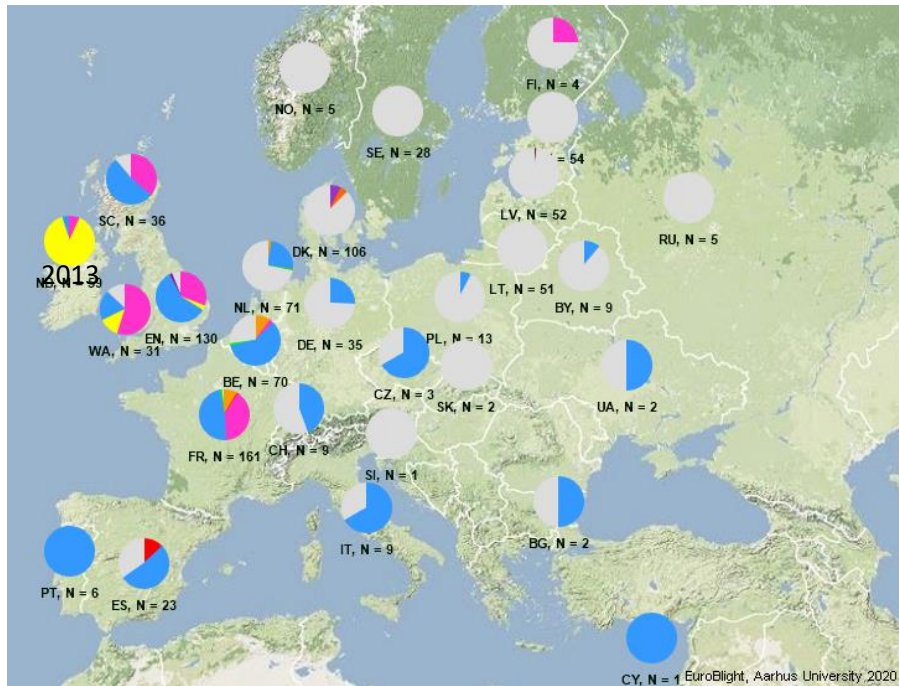 FI, N = 4
NO, N = 5
SE, N = 28
= 54
LV, N = 52
SC, N = 36
RU, N = 5
DK, N = 106
2013
LT, N = 51
BY, N = 9
NL, N = 71
PL, N = 13
DE, N = 35
EN, N = 130
WA, N = 31
BE, N = 70
CZ, N = 3
SK, N = 2
UA, N = 2
FR, N = 161
CH, N = 9
SI, N = 1
IT, N = 9
BG, N = 2
PT, N = 6
ES, N = 23
CY, N = 1
EuroBlight, Aarhus University 2020